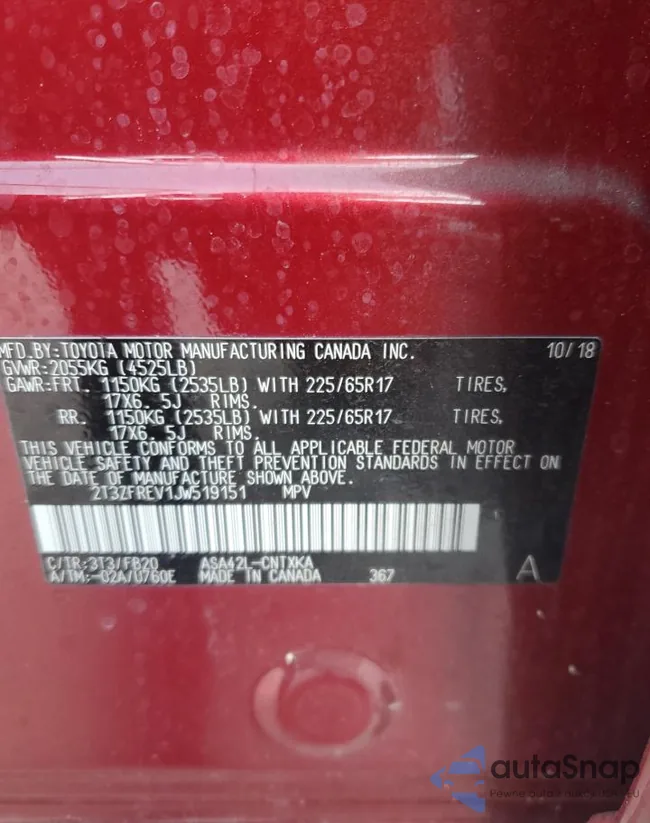 MFD.BY:TOYOTA MOTOR MANUFACTURING CANADA INC. 10/18
GVWR:2055KG (4525LB)
GAWR:FRT. 1150KG (2535LB) WITH 225/65R17 TIRES,
17X6. 5J RIMS.
RR. 1150KG (2535LB) WITH 225/65R17 TIRES,
17X6. 5J RIMS.
THIS VEHICLE CONFORMS TO ALL APPLICABLE FEDERAL MOTOR
VEHICLE SAFETY AND THEFT PREVENTION STANDARDS IN EFFECT ON
THE DATE OF MANUFACTURE SHOWN ABOVE.
2T3ZFREV1JW519151 MPV
C/TR:3T3/FB20 ASA42L-CNTXKA
A/TM:-02A/U760E MADE IN CANADA 367 A
autaSnap